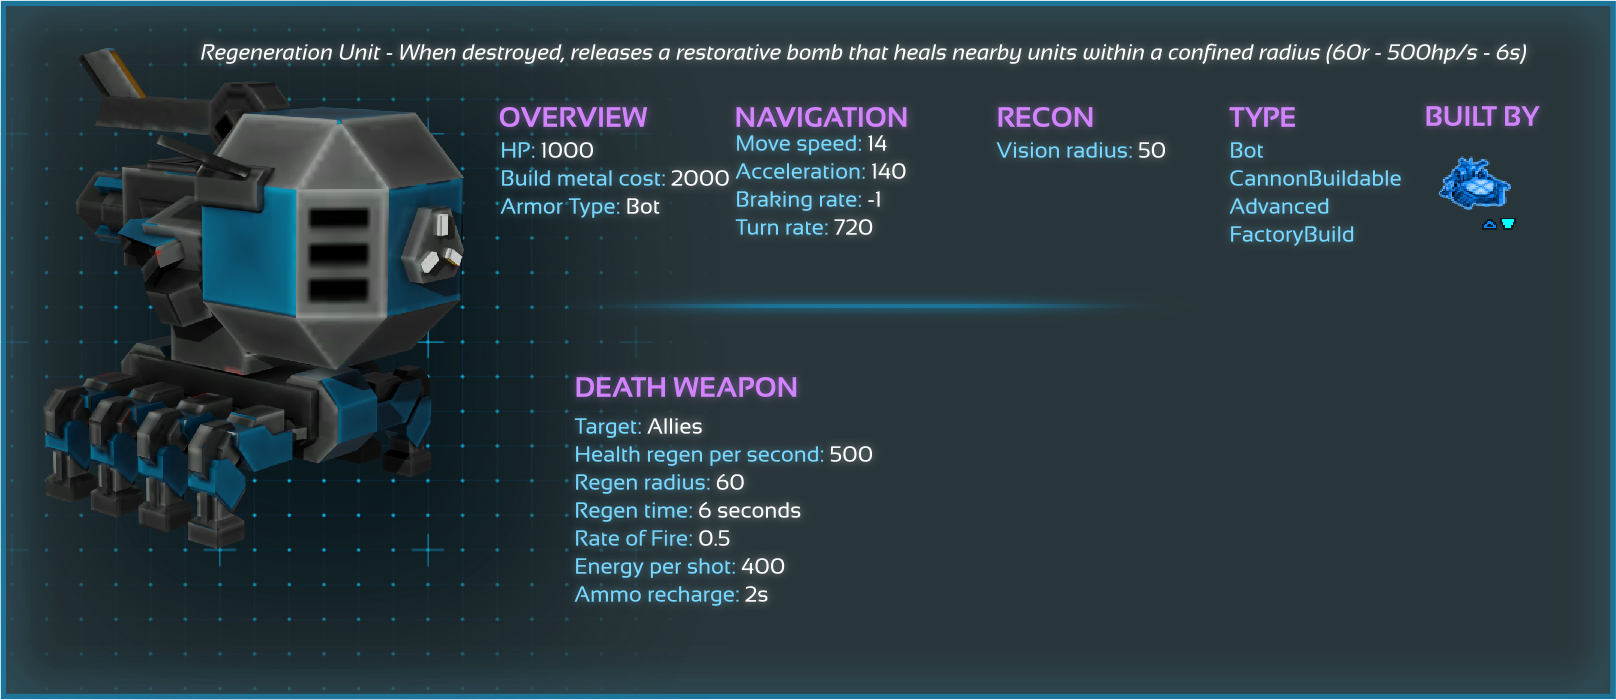 Regeneration Unit - When destroyed, releases a restorative bomb that heals nearby units within a confined radius (60r - 500hp/s - 6s)
OVERVIEW
HP: 1000
Build metal cost: 2000
Armor Type: Bot
NAVIGATION
Move speed: 14
Acceleration: 140
Braking rate: -1
Turn rate: 720
RECON
Vision radius: 50
TYPE
Bot
CannonBuildable
Advanced
FactoryBuild
BUILT BY
DEATH WEAPON
Target: Allies
Health regen per second: 500
Regen radius: 60
Regen time: 6 seconds
Rate of Fire: 0.5
Energy per shot: 400
Ammo recharge: 2s